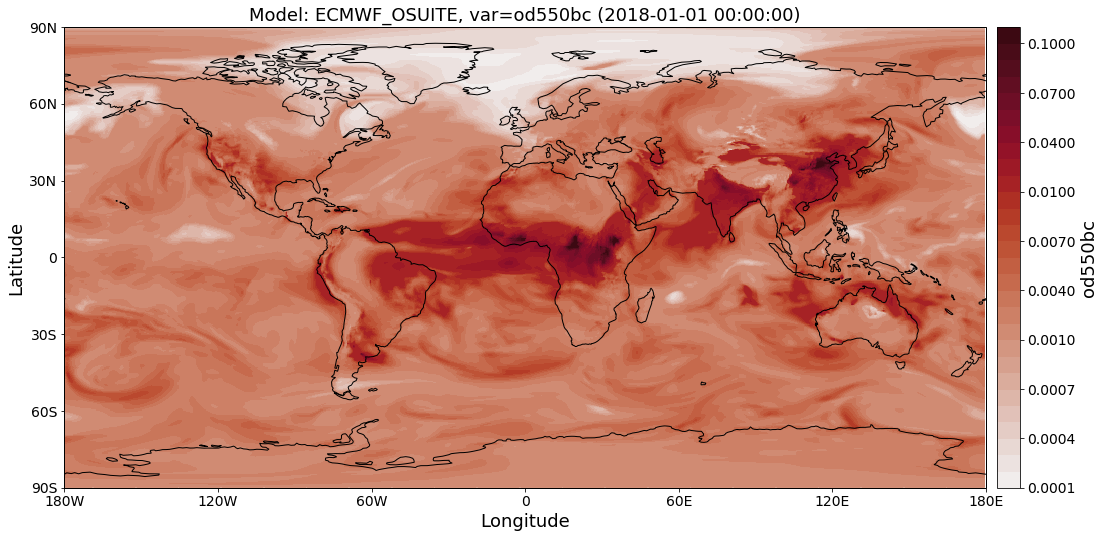 Model: ECMWF_OSUITE, var=od550bc (2018-01-01 00:00:00)
90N
60N
30N
0
30S
60S
90S
Latitude
180W
120W
60W
0
60E
120E
180E
Longitude
0.1000
0.0700
0.0400
0.0100
0.0070
0.0040
0.0010
0.0007
0.0004
0.0001
od550bc